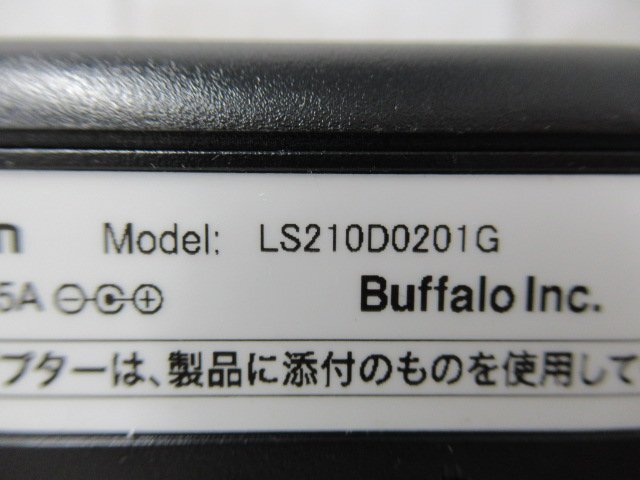 n Model: LS210D0201G
5A Buffalo Inc.
プターは、製品に添付のものを使用して